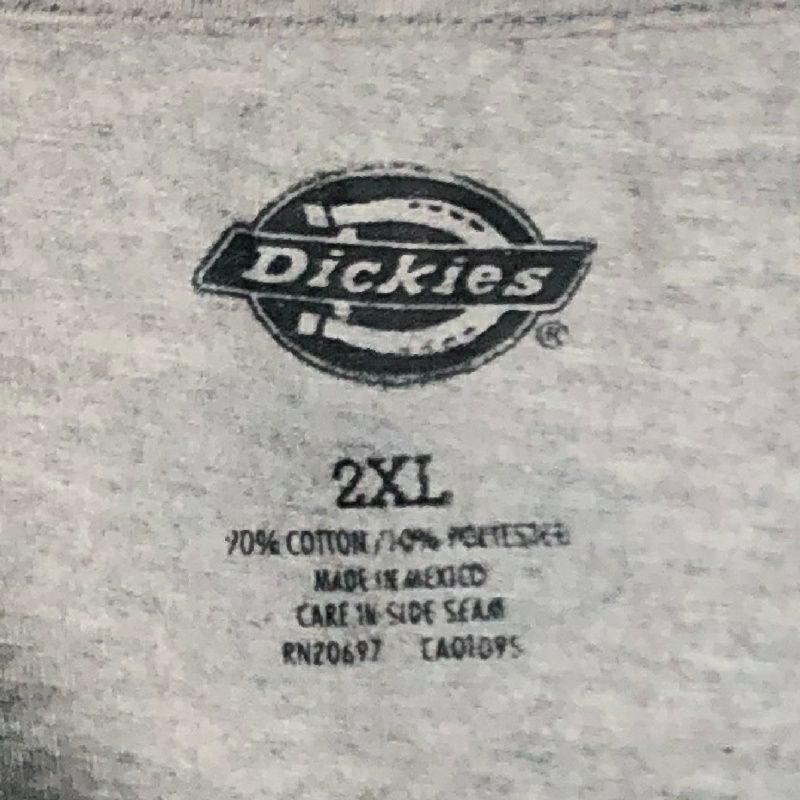 Dickies
®
2XL
90% COTTON / 10% POLYESTER
MADE IN MEXICO
CARE IN SIDE SEAM
RN20697 CA01095